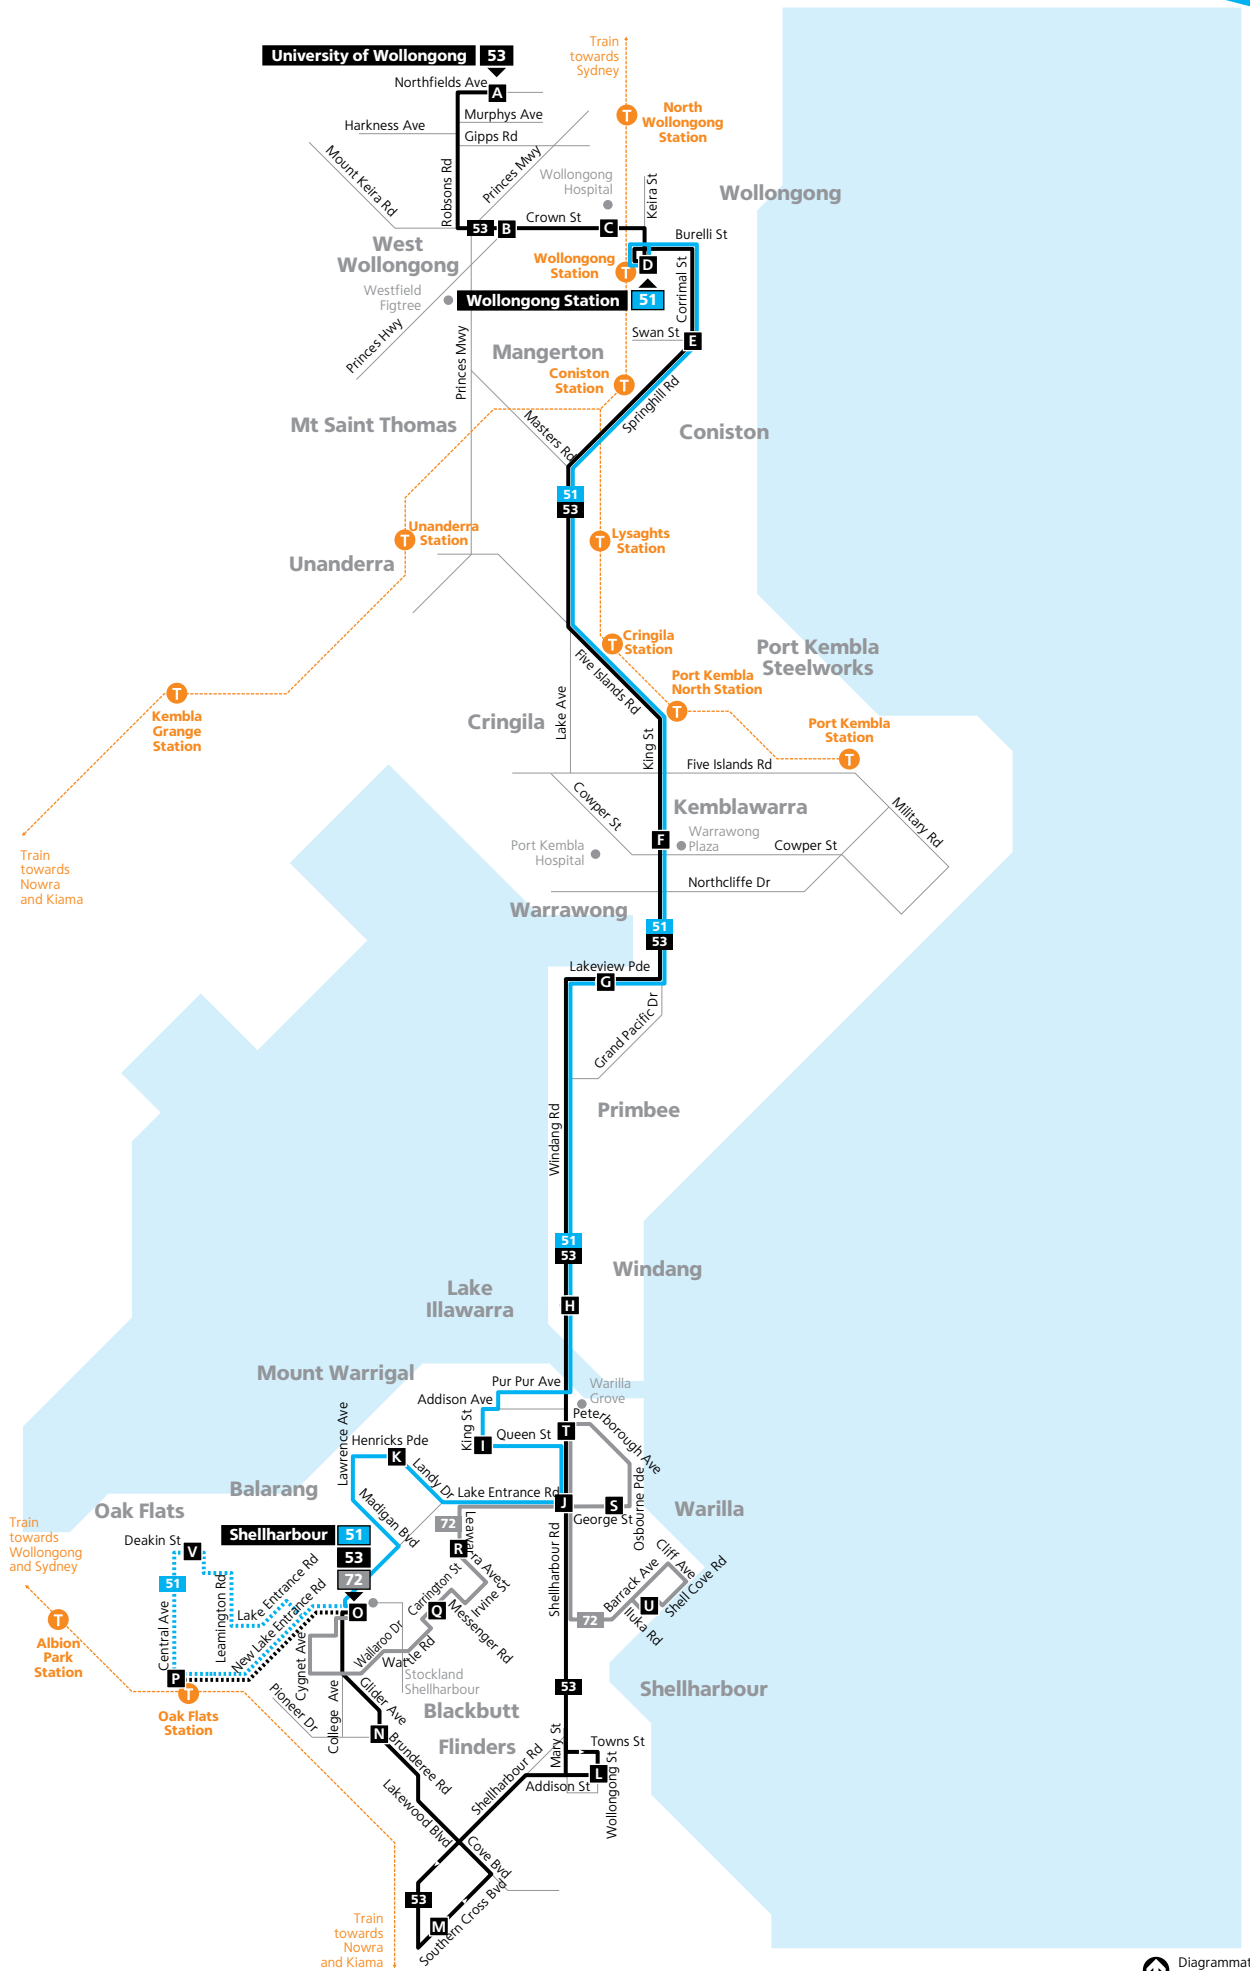 Train
towards
Sydney
University of Wollongong 53
Northfields Ave A
T North
Wollongong
Station
Murphys Ave
Harkness Ave
Gipps Rd
Mount Keira Rd
Princes Mwy
Robsons Rd
Wollongong
Hospital
Keira St
Wollongong
53 B Crown St C
Burelli St
West
Wollongong
Wollongong
Station T
D
Corrimal St
Westfield
Figtree
Wollongong Station 51
Princes Hwy
Princes Mwy
Swan St E
Mangerton
Coniston
Station T
Springhill Rd
Mt Saint Thomas
Masters Rd
Coniston
51
53
T Unanderra
Station
T Lysaghts
Station
Unanderra
T Cringila
Station
Five Islands Rd
Port Kembla
Steelworks
Port Kembla
North Station
T
T
Kembla
Grange
Station
Lake Ave
Cringila
King St
Port Kembla
Station
T
Five Islands Rd
Cowper St
Kemblawarra
Military Rd
F Warrawong
Plaza
Port Kembla
Hospital
Cowper St
Train
towards
Nowra
and Kiama
Northcliffe Dr
Warrawong
51
53
Lakeview Pde
G
Grand Pacific Dr
Primbee
Windang Rd
51
53
Windang
Lake
Illawarra
H
Mount Warrigal
Pur Pur Ave
Warilla
Grove
Addison Ave
King St
Peterborough Ave
T
Lawrence Ave
Henricks Pde
Queen St
I
K
Landy Dr
Lake Entrance Rd
Osbourne Pde
Balarang
Madigan Bvd
J S
Warilla
Oak Flats
George St
Train
towards
Wollongong
and Sydney
Deakin St V
Shellharbour 51
53
72
72
Leawarra Ave
R
Shellharbour Rd
Cliff Ave
Barrack Ave
Shell Cove Rd
51
Lake Entrance Rd
Leamington Rd
New Lake Entrance Rd
Carrington St
Irvine St
U
Illuka Rd
72
O
Q
Messenger Rd
T
Albion
Park
Station
Central Ave
Cygnet Ave
Wallaroo Dr
Wattle Rd
P
T
Oak Flats
Station
Stockland
Shellharbour
53
Shellharbour
Pioneer Dr
College Ave
Glider Ave
Blackbutt
N
Flinders
Brunderee Rd
Shellharbour Rd
Mary St
Towns St
L
Addison St
Wollongong St
Lakewood Blvd
Cove Bvd
53
M
Southern Cross Bvd
Train
towards
Nowra
and Kiama
Diagrammat